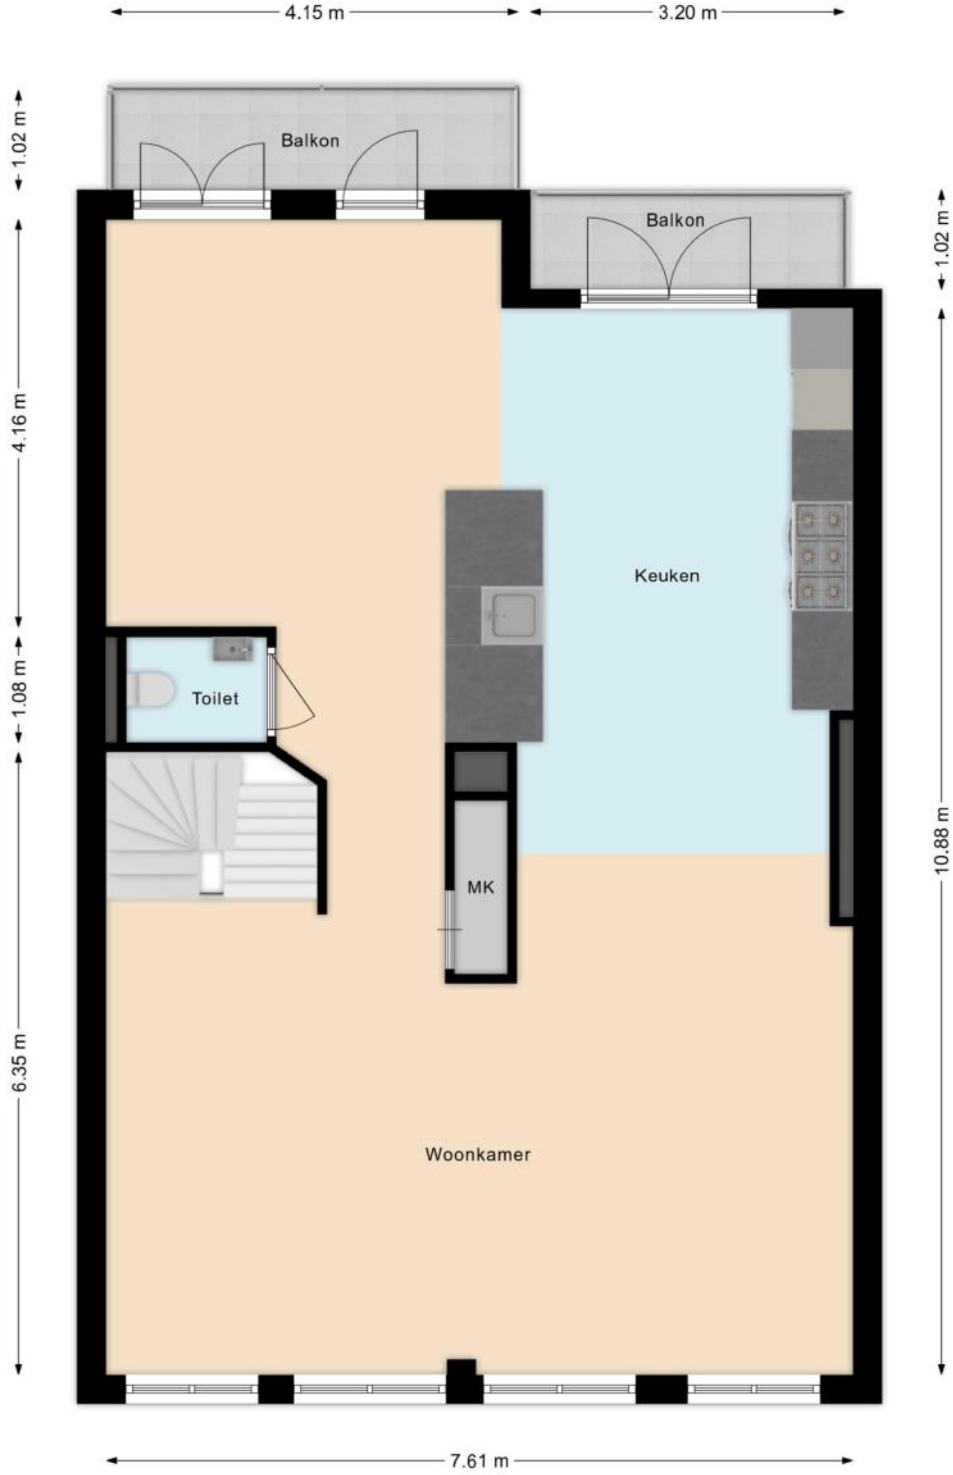 4.15 m
3.20 m
1.02 m
Balkon
Balkon
1.02 m
4.16 m
Keuken
1.08 m
Toilet
10.88 m
MK
6.35 m
Woonkamer
7.61 m